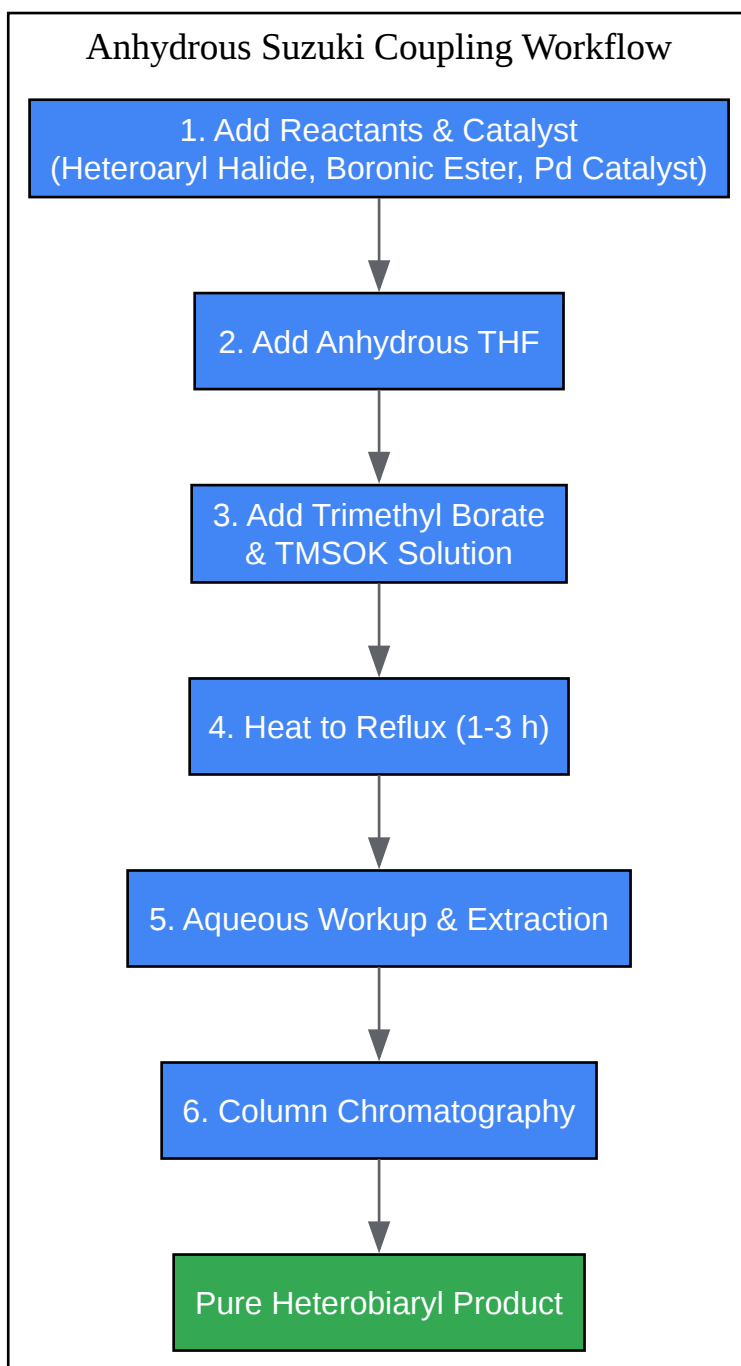 Anhydrous Suzuki Coupling Workflow
1. Add Reactants & Catalyst
(Heteroaryl Halide, Boronic Ester, Pd Catalyst)
2. Add Anhydrous THF
3. Add Trimethyl Borate
& TMSOK Solution
4. Heat to Reflux (1-3 h)
5. Aqueous Workup & Extraction
6. Column Chromatography
Pure Heterobiaryl Product